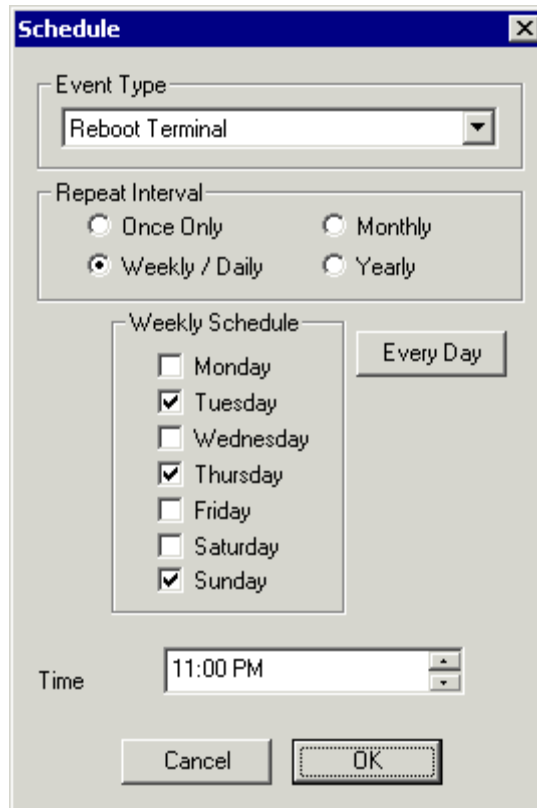 Schedule
Event Type
Reboot Terminal
Repeat Interval
Once Only Monthly
Weekly / Daily Yearly
Weekly Schedule
Every Day
Monday
Tuesday
Wednesday
Thursday
Friday
Saturday
Sunday
Time 11:00 PM
Cancel OK